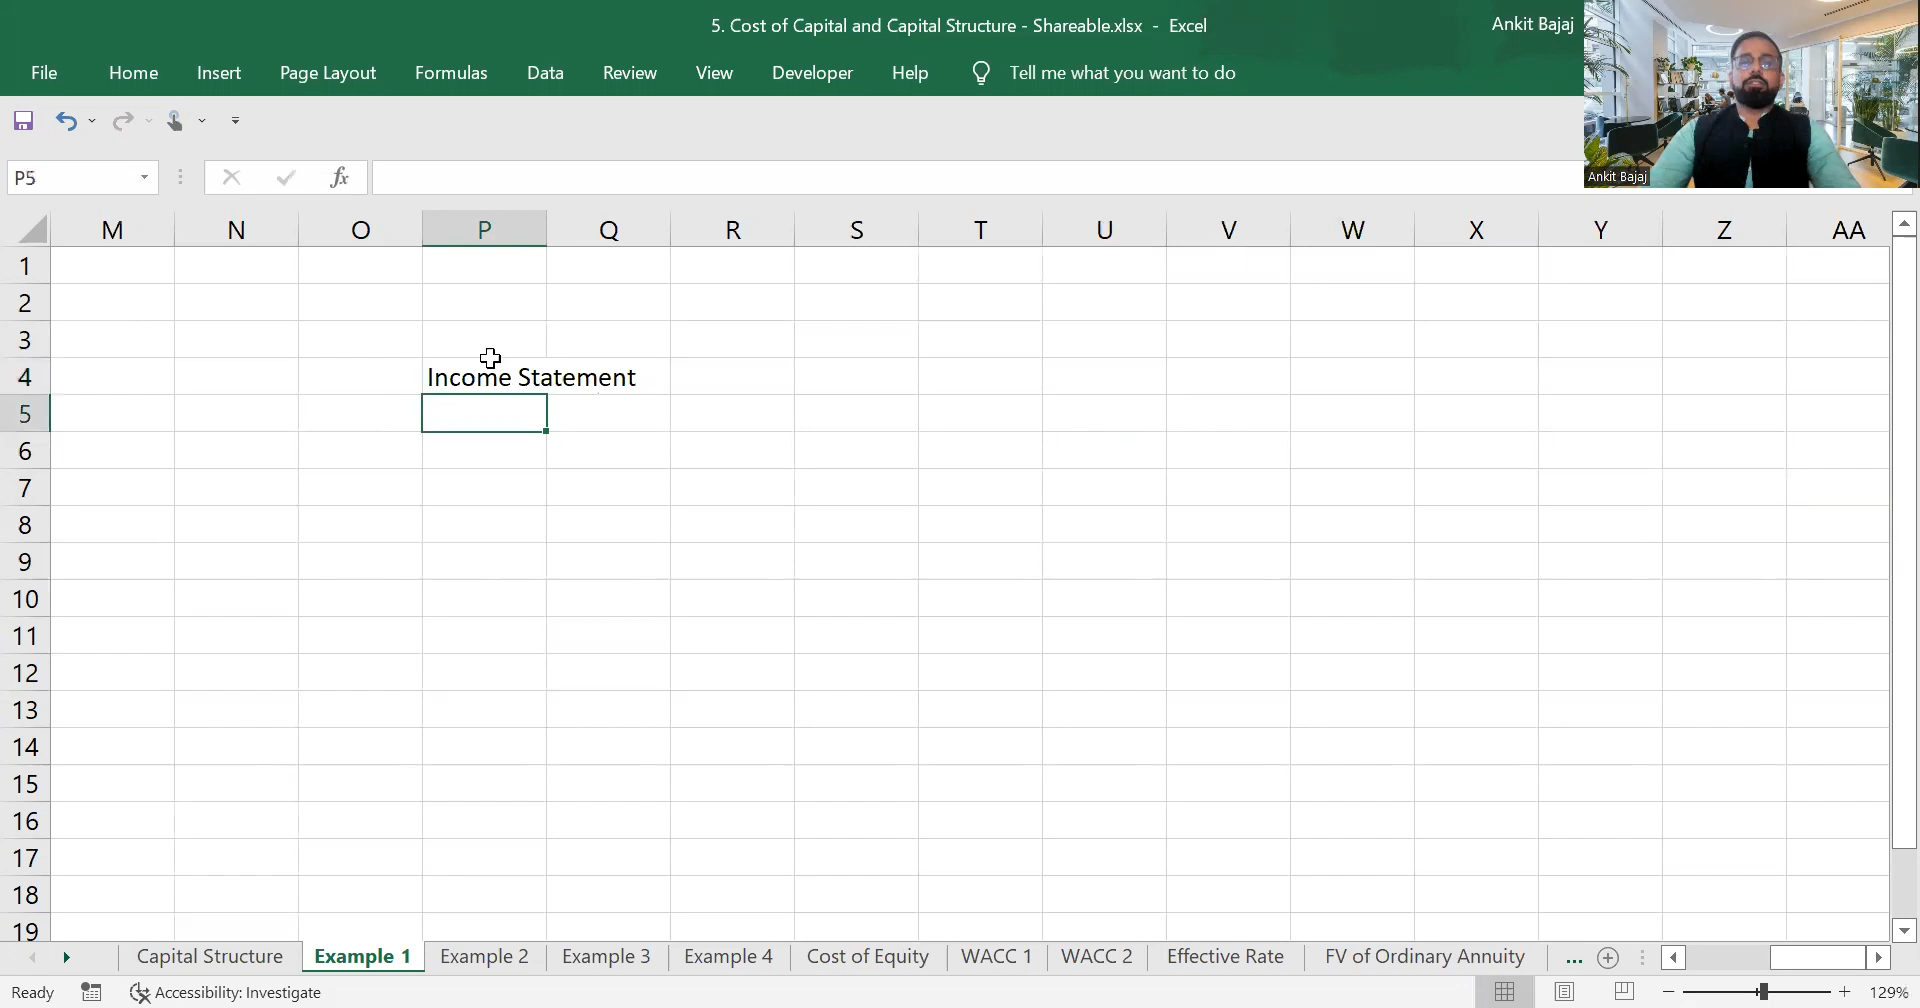 5. Cost of Capital and Capital Structure - Shareable.xlsx - Excel
Ankit Bajaj
File Home Insert Page Layout Formulas Data Review View Developer Help Tell me what you want to do
Ankit Bajaj
P5 fx
M N O P Q R S T U V W X Y Z AA
1
2
3
4 Income Statement
5
6
7
8
9
10
11
12
13
14
15
16
17
18
19
Capital Structure Example 1 Example 2 Example 3 Example 4 Cost of Equity WACC 1 WACC 2 Effective Rate FV of Ordinary Annuity ...
Ready Accessibility: Investigate 129%